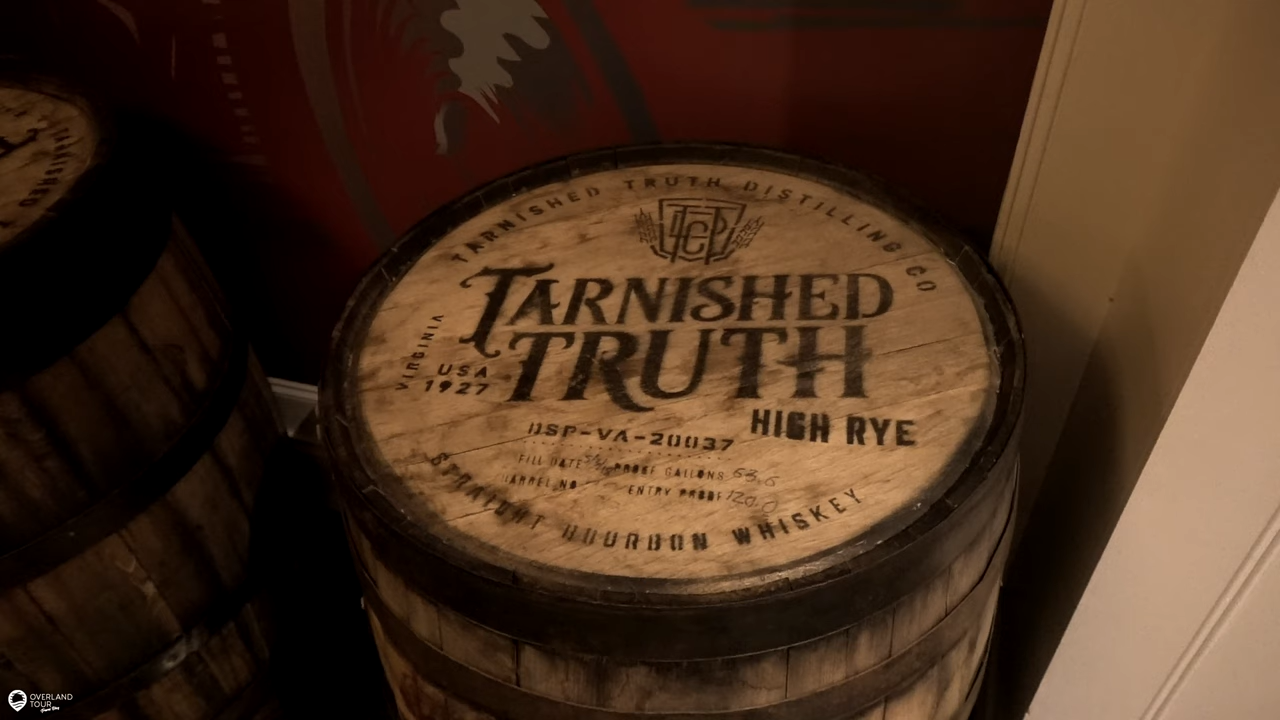 TARNISHED TRUTH DISTILLING CO
TTDC
TARNISHED
TRUTH
VIRGINIA
USA
1927
HIGH RYE
DSP-VA-20037
FILL DATE PROOF GALLONS 53.6
BARREL NO ENTRY PROOF 120.0
STRAIGHT BOURBON WHISKEY
TARNISHED
OVERLAND
TOUR